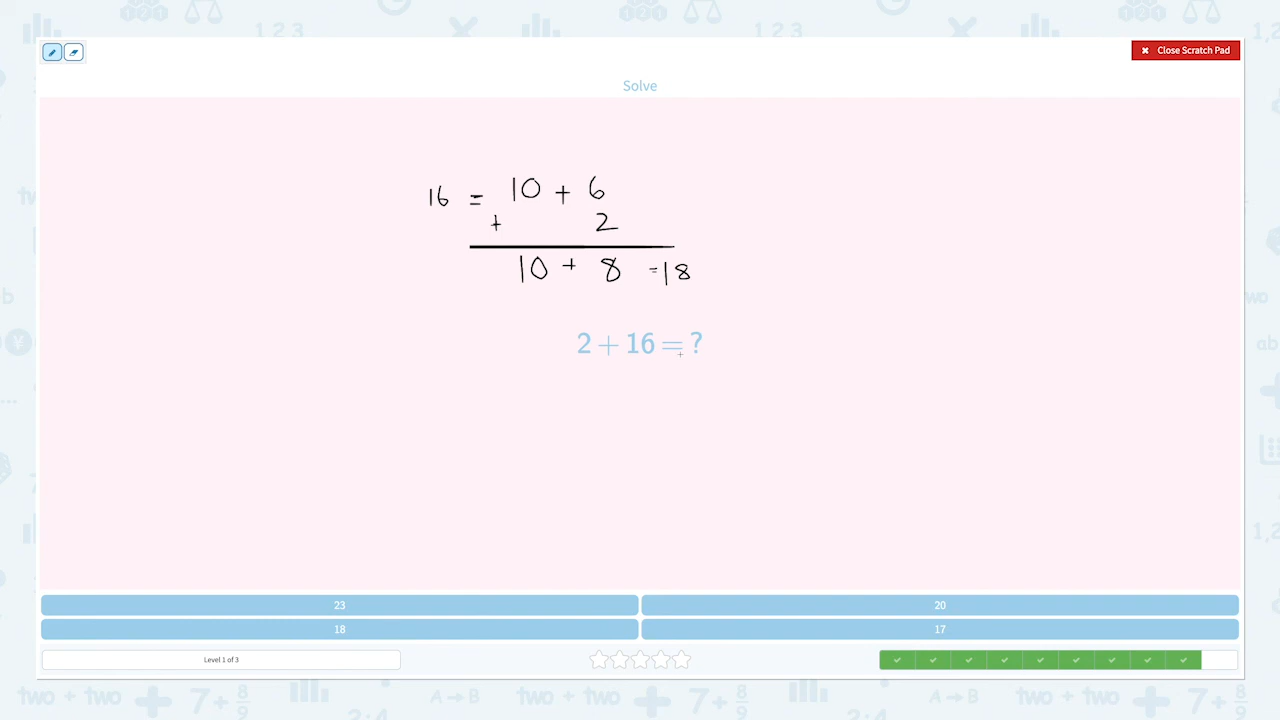 Close Scratch Pad
Solve
16 = 10 + 6
+ 2
10 + 8 = 18
2 + 16 = ?
23
20
18
17
Level 1 of 3